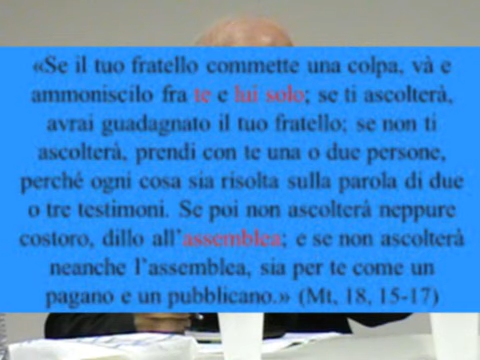 «Se il tuo fratello commette una colpa, và e
ammoniscilo fra te e lui solo; se ti ascolterà,
avrai guadagnato il tuo fratello; se non ti
ascolterà, prendi con te una o due persone,
perché ogni cosa sia risolta sulla parola di due
o tre testimoni. Se poi non ascolterà neppure
costoro, dillo all'assemblea; e se non ascolterà
neanche l'assemblea, sia per te come un
pagano e un pubblicano.» (Mt, 18, 15-17)